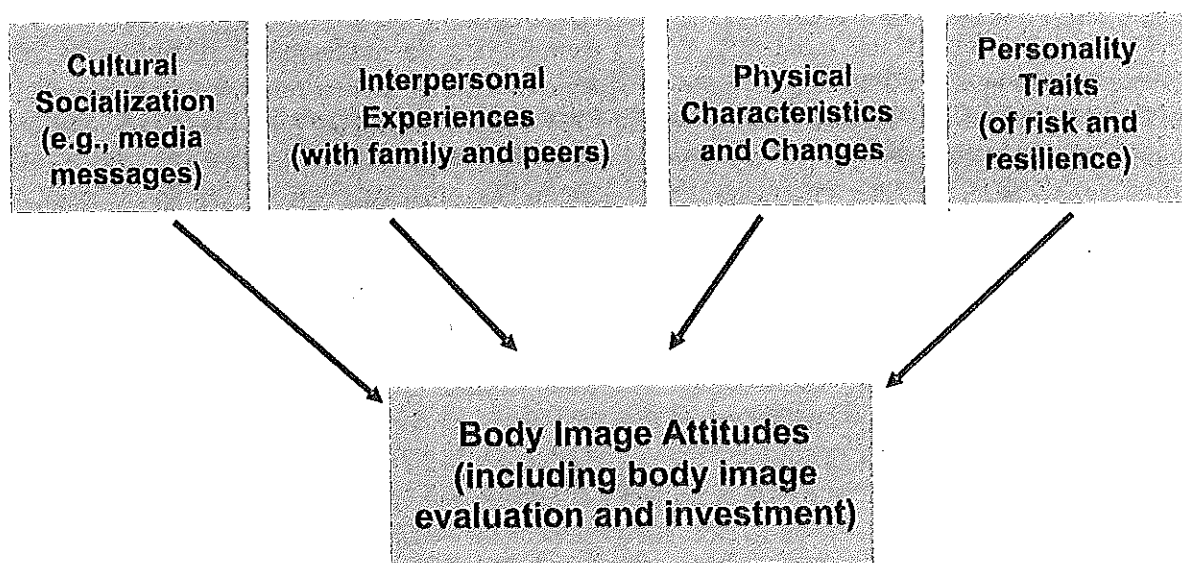 Cultural
Socialization
(e.g., media
messages)
Interpersonal
Experiences
(with family and peers)
Physical
Characteristics
and Changes
Personality
Traits
(of risk and
resilience)
Body Image Attitudes
(including body image
evaluation and investment)